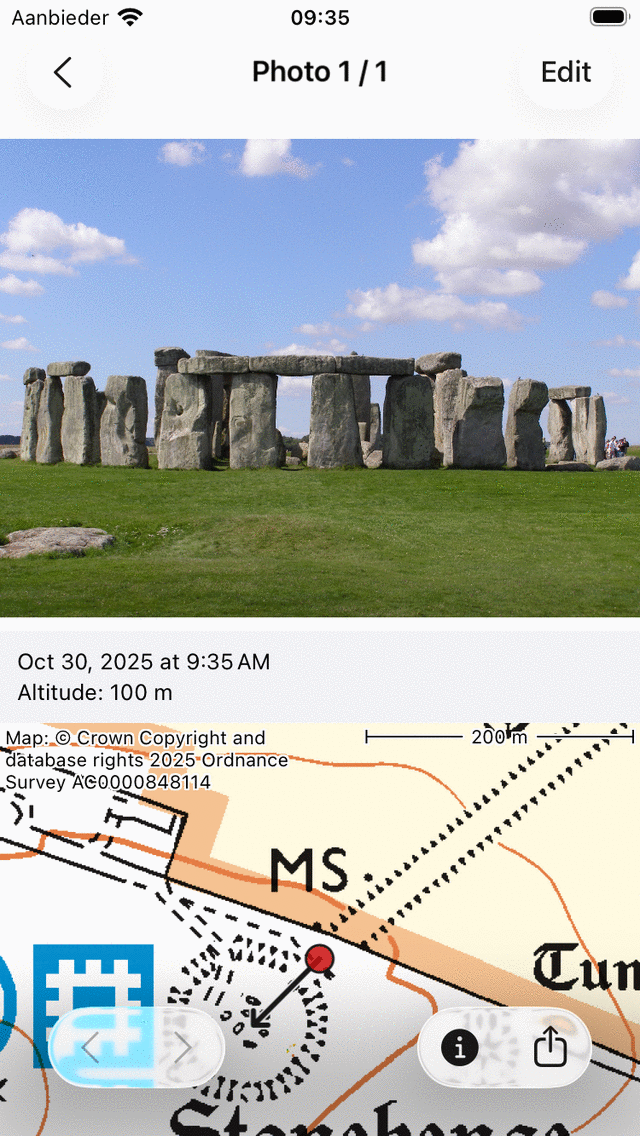 Aanbieder 09:35
Photo 1 / 1
Edit
Oct 30, 2025 at 9:35 AM
Altitude: 100 m
Map: © Crown Copyright and
database rights 2025 Ordnance
Survey AC0000848114
200 m
MS
Tum
Stonehenge